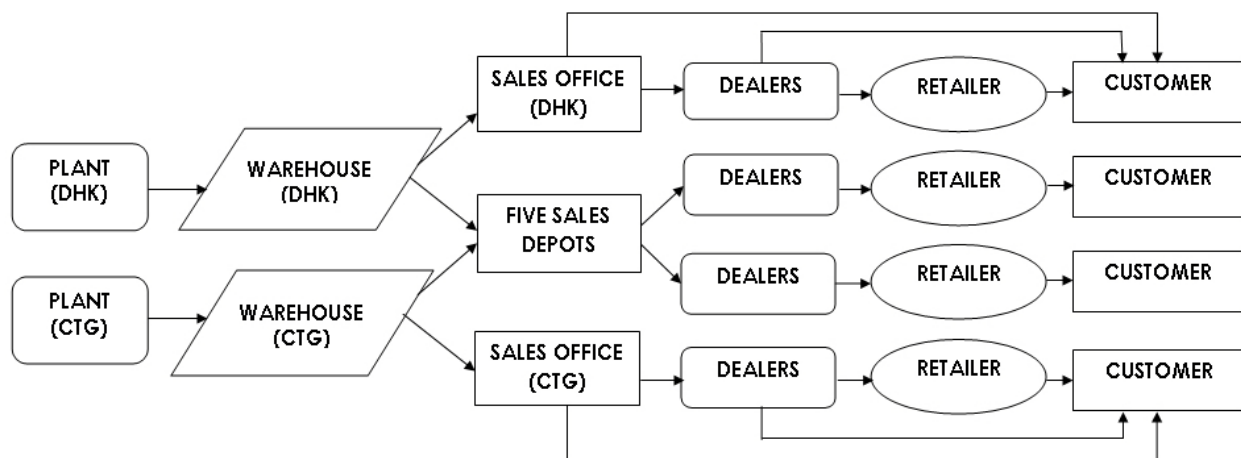 SALES OFFICE
(DHK)
DEALERS
RETAILER
CUSTOMER
PLANT
(DHK)
WAREHOUSE
(DHK)
FIVE SALES
DEPOTS
DEALERS
RETAILER
CUSTOMER
DEALERS
RETAILER
CUSTOMER
PLANT
(CTG)
WAREHOUSE
(CTG)
SALES OFFICE
(CTG)
DEALERS
RETAILER
CUSTOMER